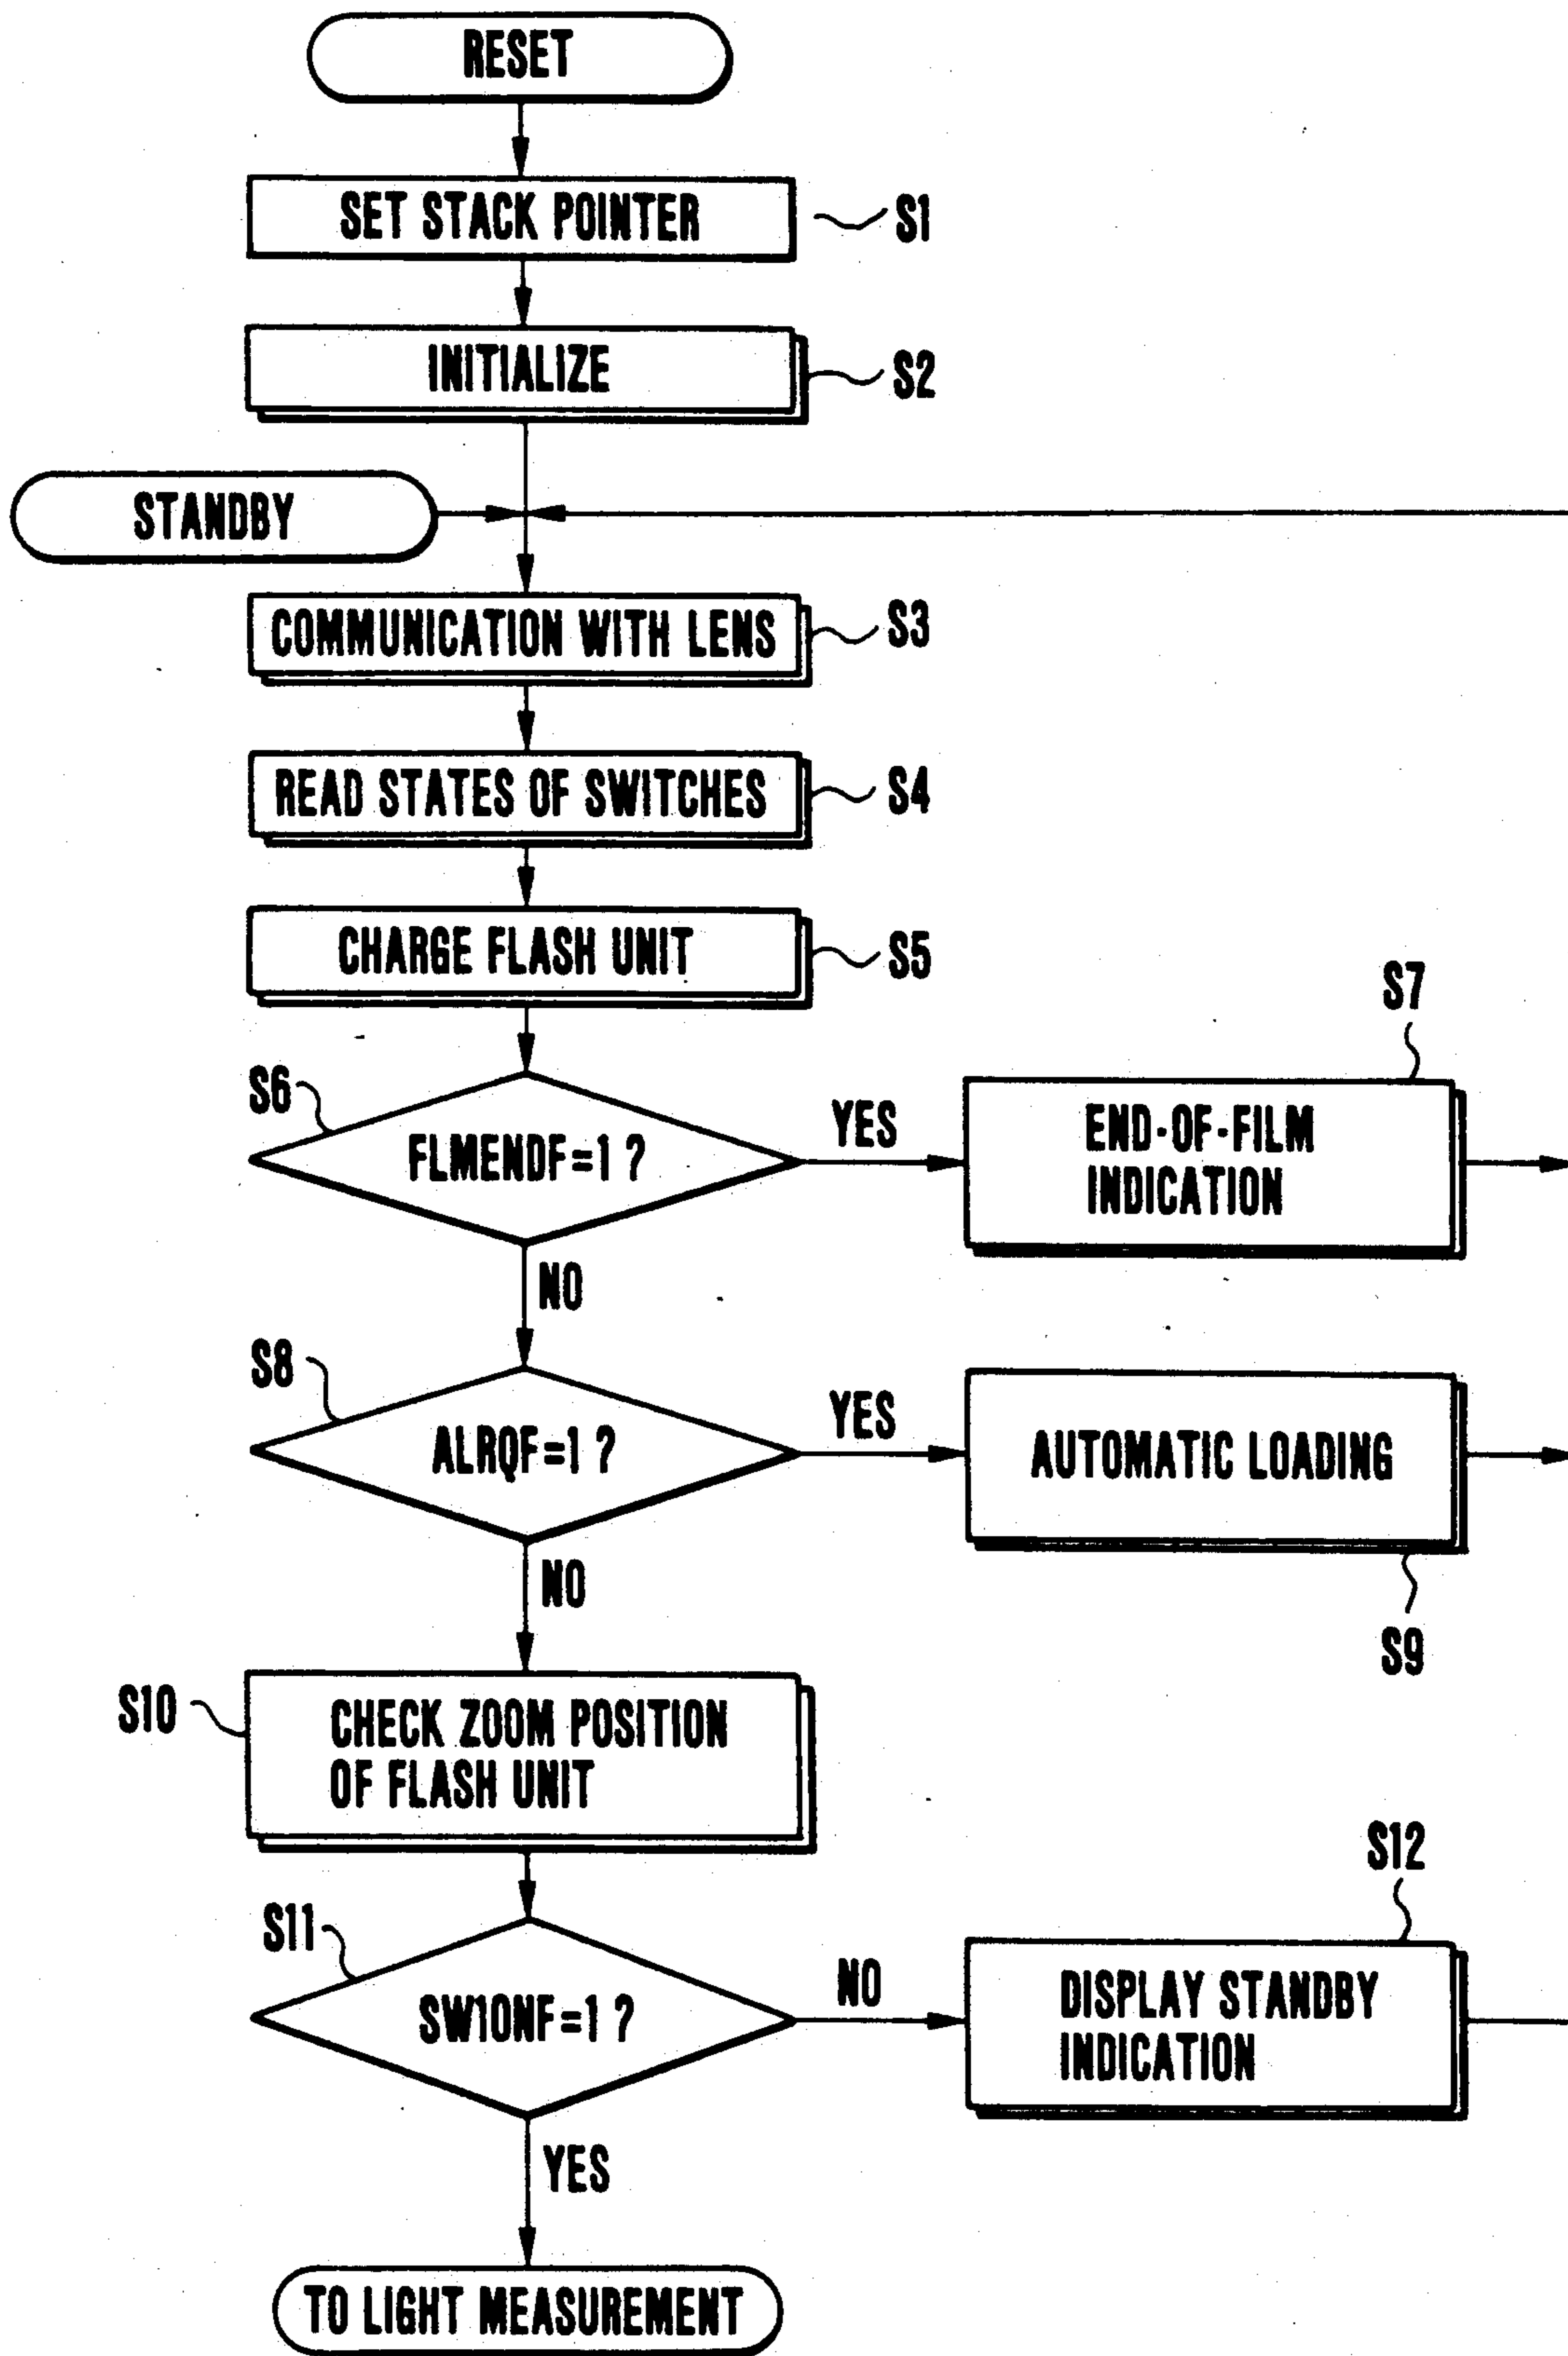 RESET
SET STACK POINTER
S1
INITIALIZE
S2
STANDBY
COMMUNICATION WITH LENS
S3
READ STATES OF SWITCHES
S4
CHARGE FLASH UNIT
S5
S6
FLMENDF=1 ?
YES
S7
END-OF-FILM
INDICATION
NO
S8
ALRQF=1 ?
YES
AUTOMATIC LOADING
S9
NO
S10
CHECK ZOOM POSITION
OF FLASH UNIT
S11
SW1ONF=1 ?
NO
S12
DISPLAY STANDBY
INDICATION
YES
TO LIGHT MEASUREMENT